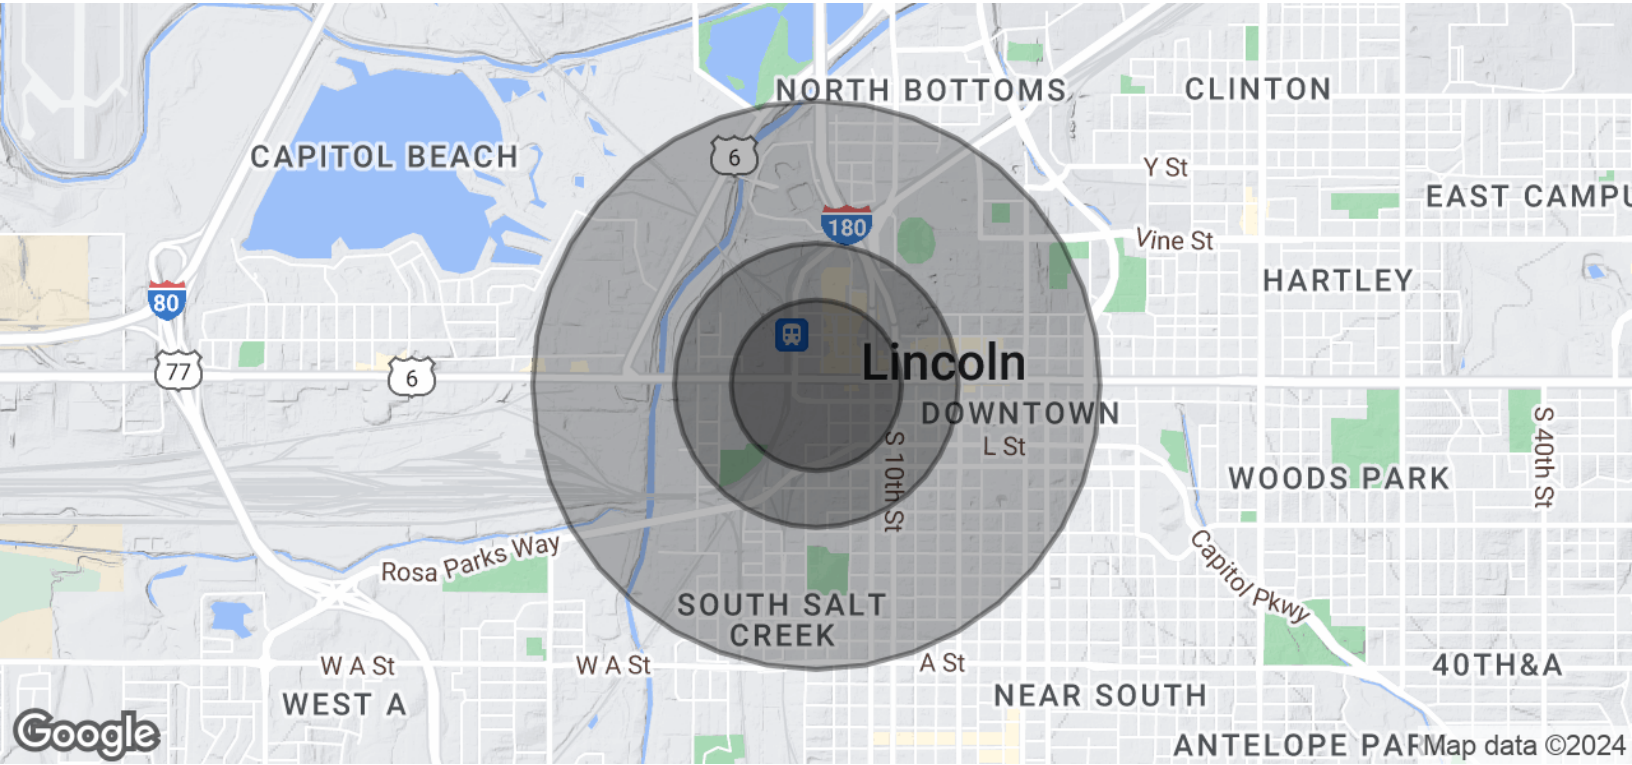 NORTH BOTTOMS
CLINTON
CAPITOL BEACH
6
Y St
EAST CAMPU
180
Vine St
HARTLEY
80
Lincoln
77
6
DOWNTOWN
L St
S 10th St
S 40th St
WOODS PARK
Rosa Parks Way
Capitol Pkwy
SOUTH SALT
CREEK
W A St
W A St
A St
40TH&A
WEST A
NEAR SOUTH
Google
ANTELOPE PAR
Map data ©2024